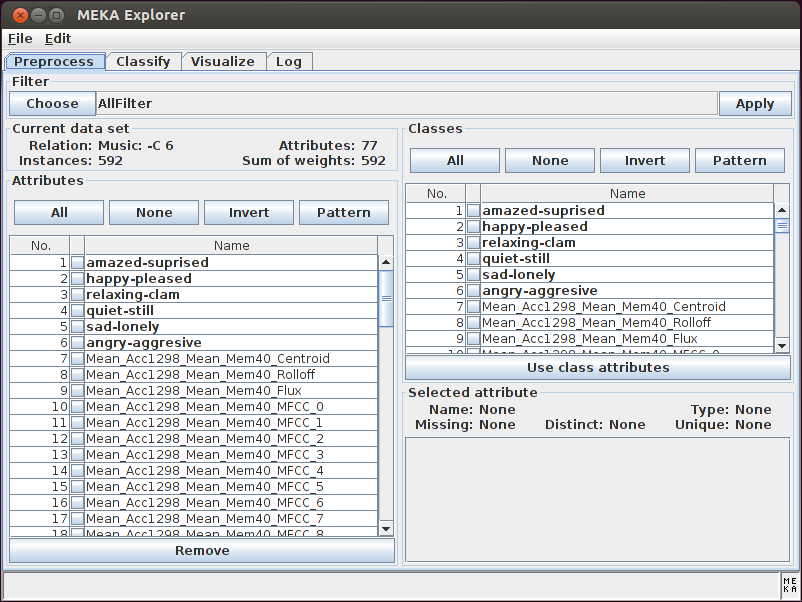 MEKA Explorer
File Edit
Preprocess Classify Visualize Log
Filter
Choose AllFilter Apply
Current data set
Relation: Music: -C 6 Attributes: 77
Instances: 592 Sum of weights: 592
Attributes
All None Invert Pattern
No. Name
1 amazed-suprised
2 happy-pleased
3 relaxing-clam
4 quiet-still
5 sad-lonely
6 angry-aggresive
7 Mean_Acc1298_Mean_Mem40_Centroid
8 Mean_Acc1298_Mean_Mem40_Rolloff
9 Mean_Acc1298_Mean_Mem40_Flux
10 Mean_Acc1298_Mean_Mem40_MFCC_0
11 Mean_Acc1298_Mean_Mem40_MFCC_1
12 Mean_Acc1298_Mean_Mem40_MFCC_2
13 Mean_Acc1298_Mean_Mem40_MFCC_3
14 Mean_Acc1298_Mean_Mem40_MFCC_4
15 Mean_Acc1298_Mean_Mem40_MFCC_5
16 Mean_Acc1298_Mean_Mem40_MFCC_6
17 Mean_Acc1298_Mean_Mem40_MFCC_7
18 Mean_Acc1298_Mean_Mem40_MFCC_8
Remove
Classes
All None Invert Pattern
No. Name
1 amazed-suprised
2 happy-pleased
3 relaxing-clam
4 quiet-still
5 sad-lonely
6 angry-aggresive
7 Mean_Acc1298_Mean_Mem40_Centroid
8 Mean_Acc1298_Mean_Mem40_Rolloff
9 Mean_Acc1298_Mean_Mem40_Flux
10 Mean_Acc1298_Mean_Mem40_MFCC_0
Use class attributes
Selected attribute
Name: None Type: None
Missing: None Distinct: None Unique: None
ME
KA